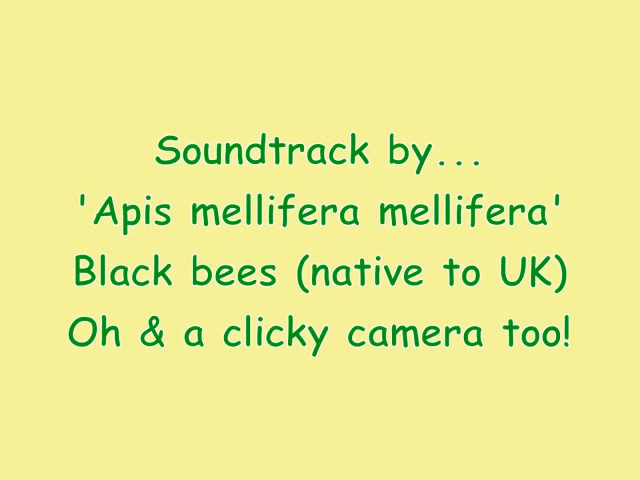 Soundtrack by...
'Apis mellifera mellifera'
Black bees (native to UK)
Oh & a clicky camera too!